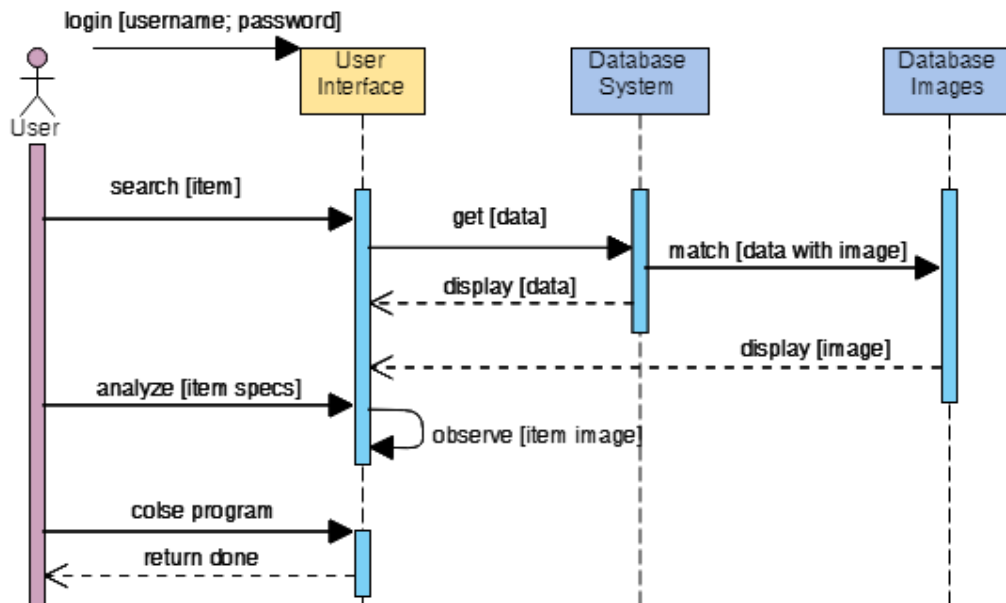 login [username; password]
User
Interface
Database
System
Database
Images
User
search [item]
get [data]
match [data with image]
display [data]
display [image]
analyze [item specs]
observe [item image]
colse program
return done